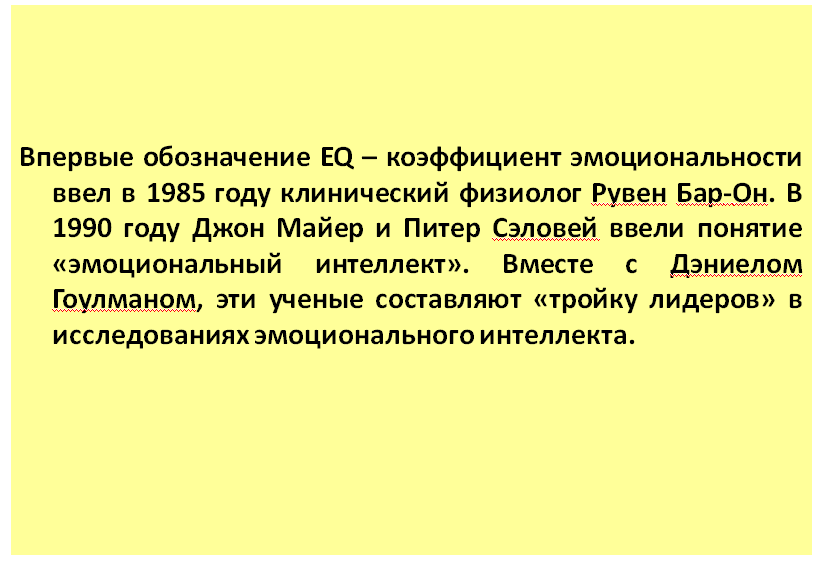 Впервые обозначение EQ – коэффициент эмоциональности
ввел в 1985 году клинический физиолог Рувен Бар-Он. В
1990 году Джон Майер и Питер Сэловей ввели понятие
«эмоциональный интеллект». Вместе с Дэниелом
Гоулманом, эти ученые составляют «тройку лидеров» в
исследованиях эмоционального интеллекта.